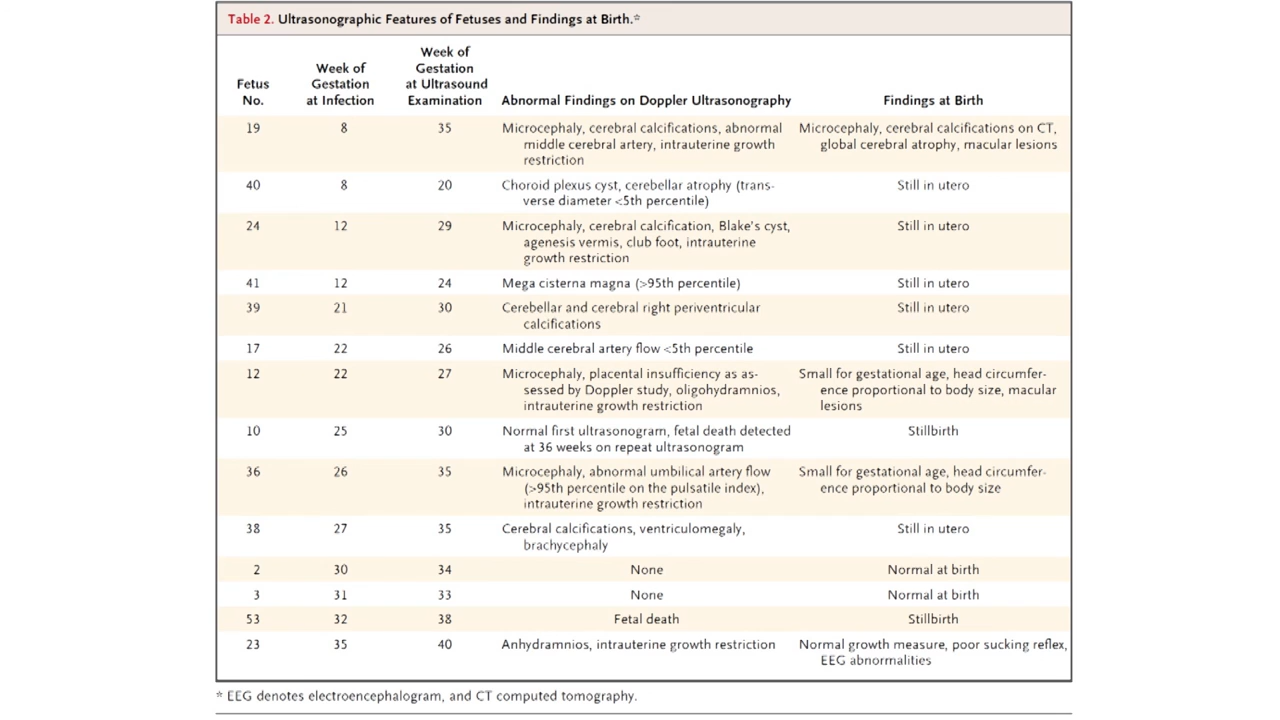 Table 2. Ultrasonographic Features of Fetuses and Findings at Birth.*
Fetus No. Week of Gestation at Infection Week of Gestation at Ultrasound Examination Abnormal Findings on Doppler Ultrasonography Findings at Birth
19 8 35 Microcephaly, cerebral calcifications, abnormal Microcephaly, cerebral calcifications on CT,
middle cerebral artery, intrauterine growth global cerebral atrophy, macular lesions
restriction
40 8 20 Choroid plexus cyst, cerebellar atrophy (trans- Still in utero
verse diameter <5th percentile)
24 12 29 Microcephaly, cerebral calcification, Blake's cyst, Still in utero
agenesis vermis, club foot, intrauterine
growth restriction
41 12 24 Mega cisterna magna (>95th percentile) Still in utero
39 21 30 Cerebellar and cerebral right periventricular Still in utero
calcifications
17 22 26 Middle cerebral artery flow <5th percentile Still in utero
12 22 27 Microcephaly, placental insufficiency as as- Small for gestational age, head circumfer-
sessed by Doppler study, oligohydramnios, ence proportional to body size, macular
intrauterine growth restriction lesions
10 25 30 Normal first ultrasonogram, fetal death detected Stillbirth
at 36 weeks on repeat ultrasonogram
36 26 35 Microcephaly, abnormal umbilical artery flow Small for gestational age, head circumfer-
(>95th percentile on the pulsatile index), ence proportional to body size
intrauterine growth restriction
38 27 35 Cerebral calcifications, ventriculomegaly, Still in utero
brachycephaly
2 30 34 None Normal at birth
3 31 33 None Normal at birth
53 32 38 Fetal death Stillbirth
23 35 40 Anhydramnios, intrauterine growth restriction Normal growth measure, poor sucking reflex,
EEG abnormalities
* EEG denotes electroencephalogram, and CT computed tomography.